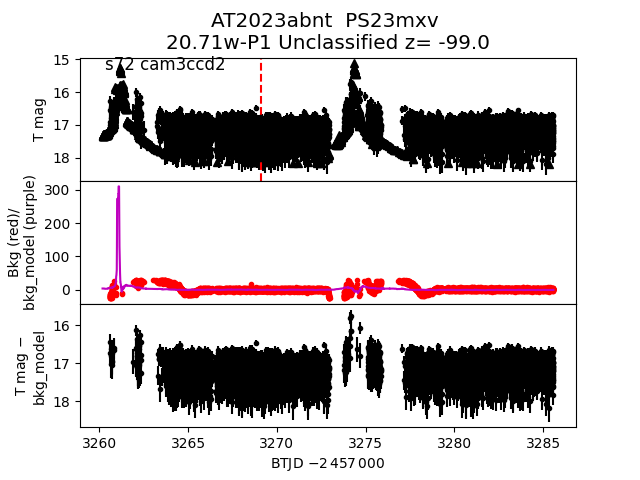 AT2023abnt  PS23mxv
20.71w-P1 Unclassified z= -99.0
s72 cam3ccd2
T mag
15
16
17
18
Bkg (red)/
bkg_model (purple)
300
200
100
0
T mag −
bkg_model
16
17
18
3260 3265 3270 3275 3280 3285
BTJD −2 457 000